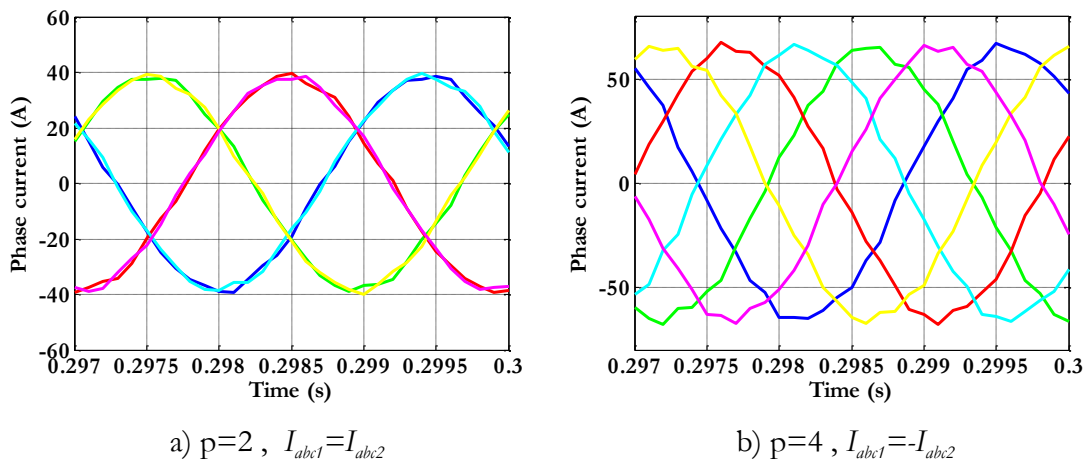 60
40
20
0
-20
-40
-60
Phase current (A)
0.297 0.2975 0.298 0.2985 0.299 0.2995 0.3
Time (s)
a) p=2 , Iabc1=Iabc2
50
0
-50
Phase current (A)
0.297 0.2975 0.298 0.2985 0.299 0.2995 0.3
Time (s)
b) p=4 , Iabc1=-Iabc2